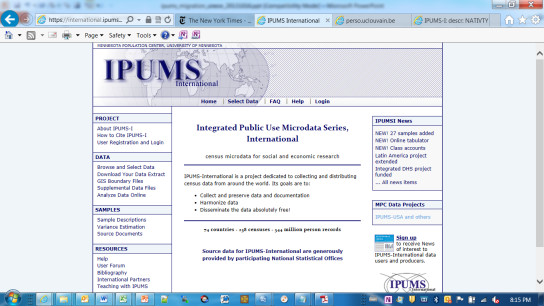 https://international.ipums...
The New York Times - ...
IPUMS International
perso.uclouvain.be
IPUMS-I: descr: NATIVITY
Page
Safety
Tools
MINNESOTA POPULATION CENTER, UNIVERSITY OF MINNESOTA
IPUMS
International
Home | Select Data | FAQ | Help | Login
PROJECT
About IPUMS-I
How to Cite IPUMS-I
User Registration and Login
DATA
Browse and Select Data
Download Your Data Extract
GIS Boundary Files
Supplemental Data Files
Analyze Data Online
SAMPLES
Sample Descriptions
Variance Estimation
Source Documents
RESOURCES
Help
User Forum
Bibliography
International Partners
Teaching with IPUMS
Integrated Public Use Microdata Series,
International
census microdata for social and economic research
IPUMS-International is a project dedicated to collecting and distributing
census data from around the world. Its goals are to:
• Collect and preserve data and documentation
• Harmonize data
• Disseminate the data absolutely free!
74 countries - 238 censuses - 544 million person records
Source data for IPUMS-International are generously
provided by participating National Statistical Offices
IPUMSI News
NEW! 27 samples added
NEW! Online tabulator
NEW! Class accounts
Latin America project
extended
Integrated DHS project
funded
... All news items
MPC Data Projects
IPUMS-USA and others
Sign up
to receive News
of interest to
IPUMS-International data
users and producers.
IPUMS
International
8:15 PM